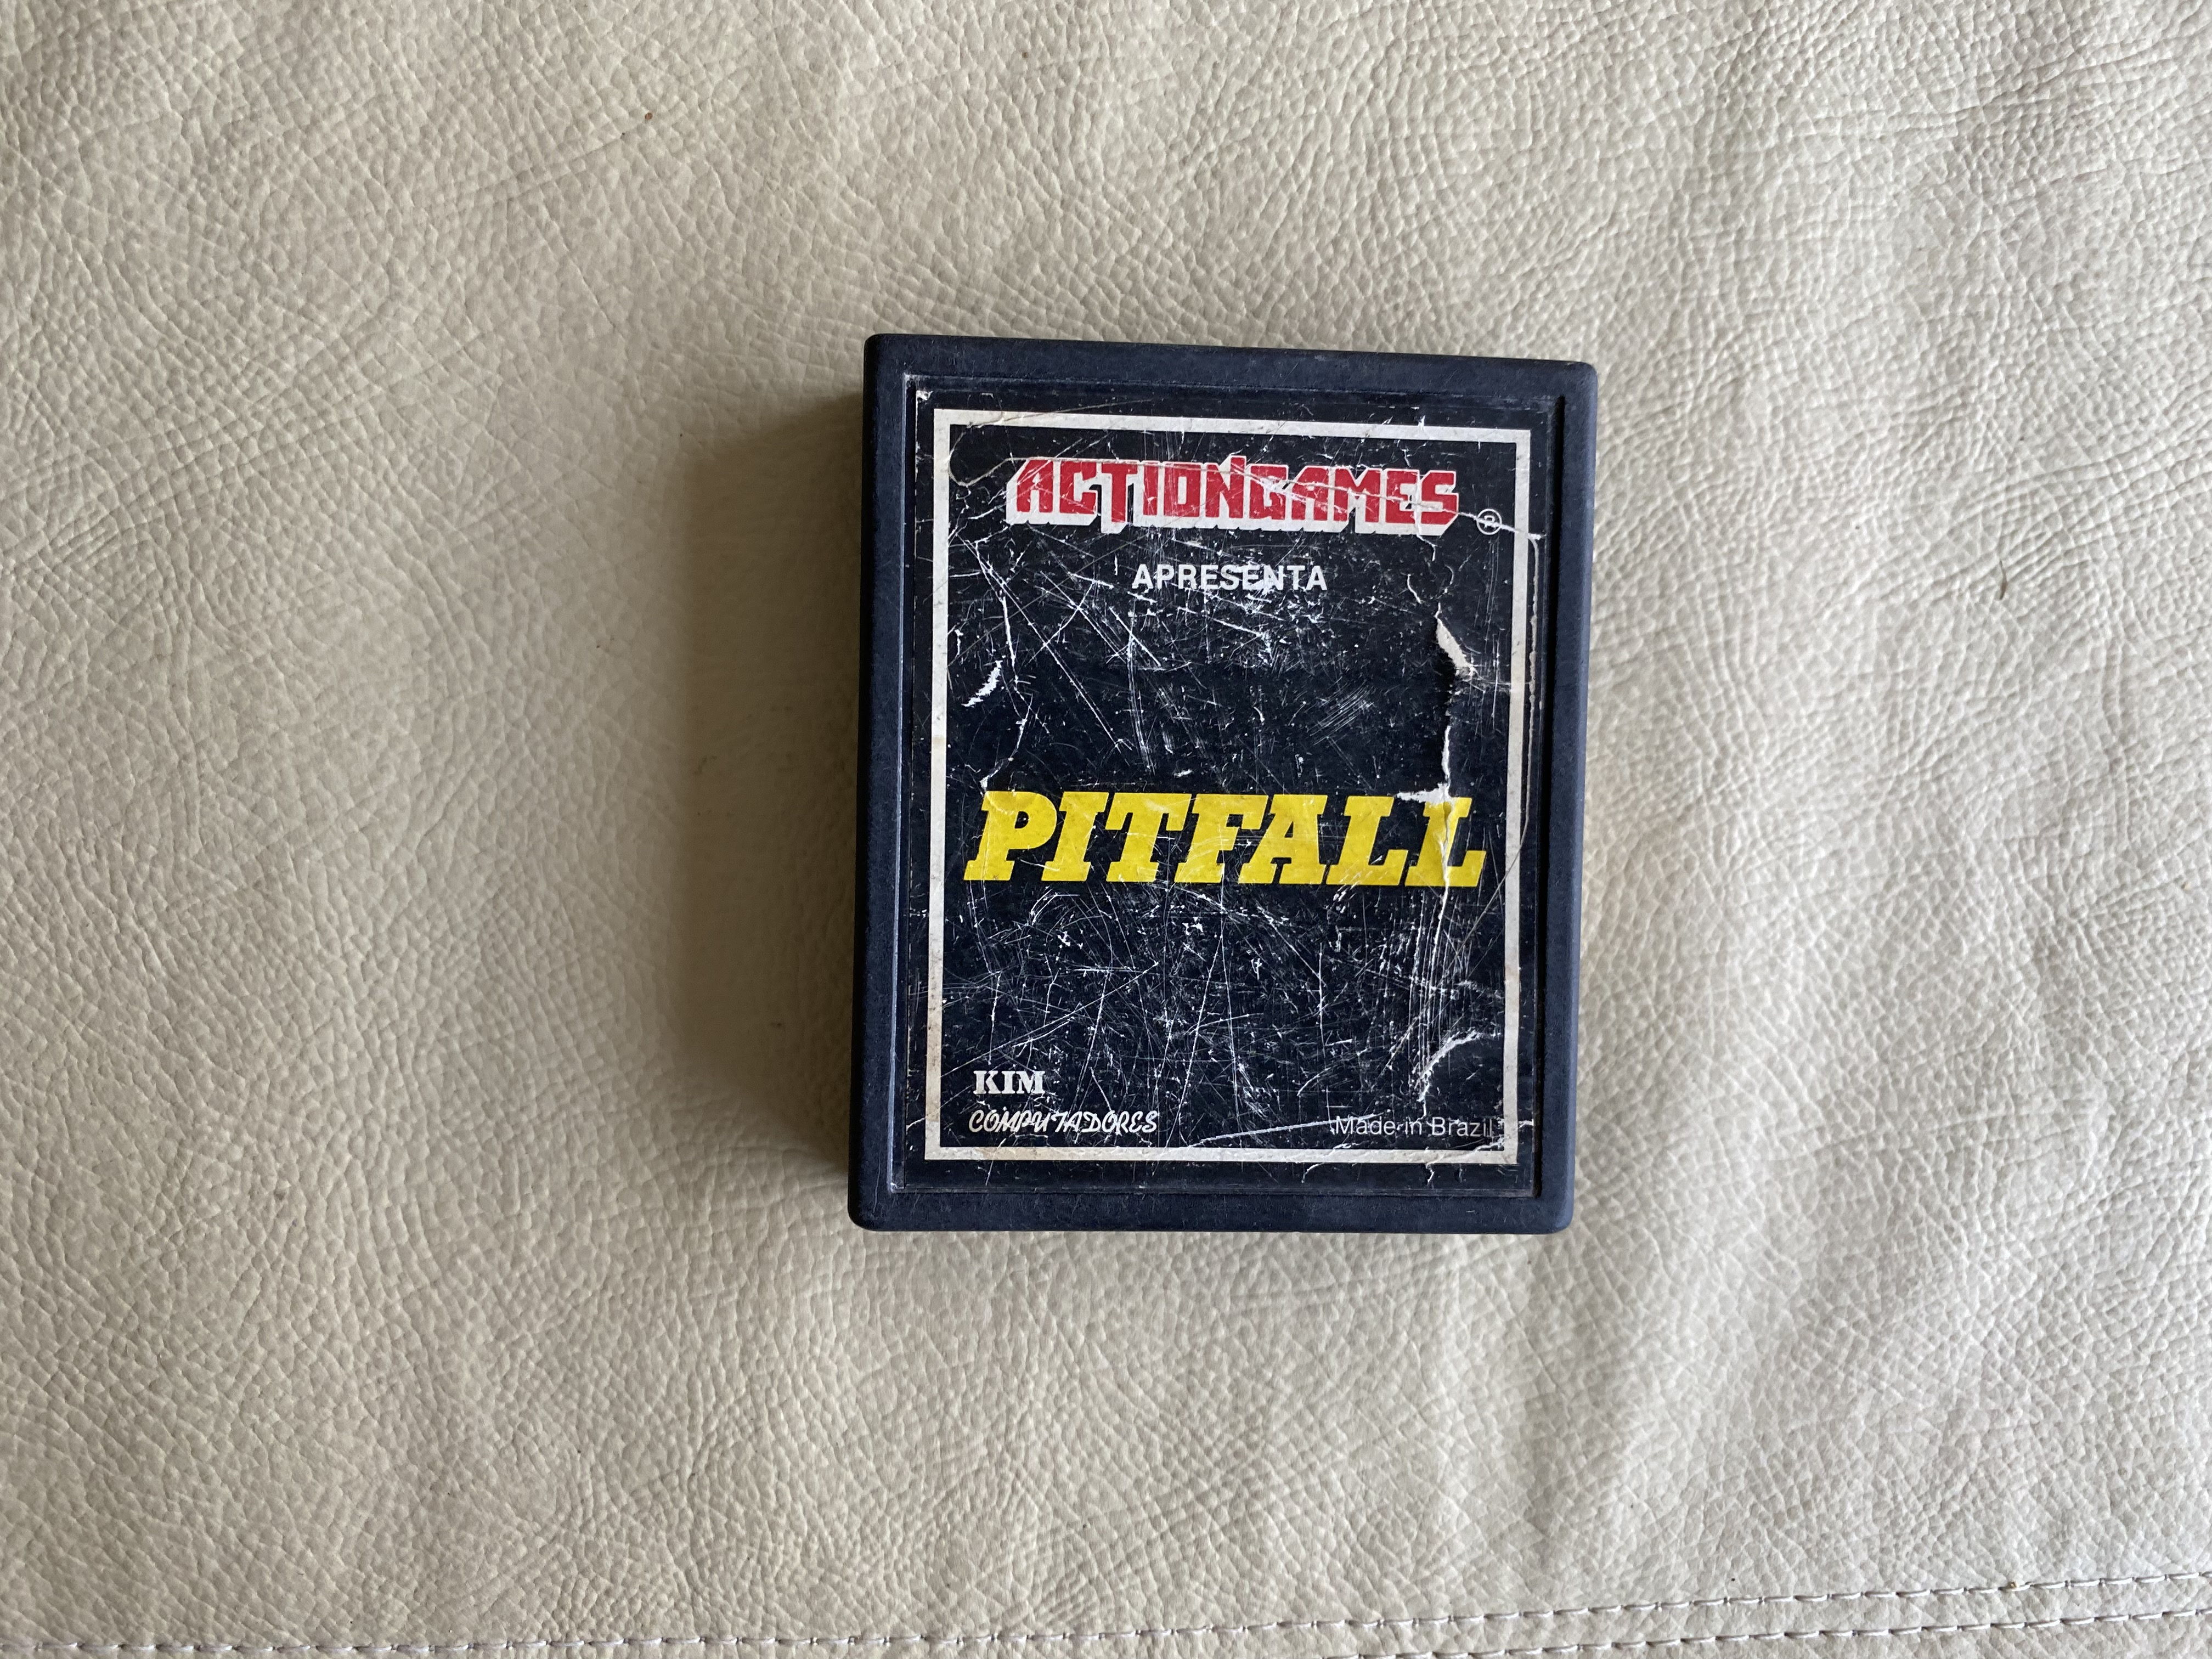 ACTIONGAMES ®
APRESENTA
PITFALL
KIM
COMPUTADORES
Made in Brazil